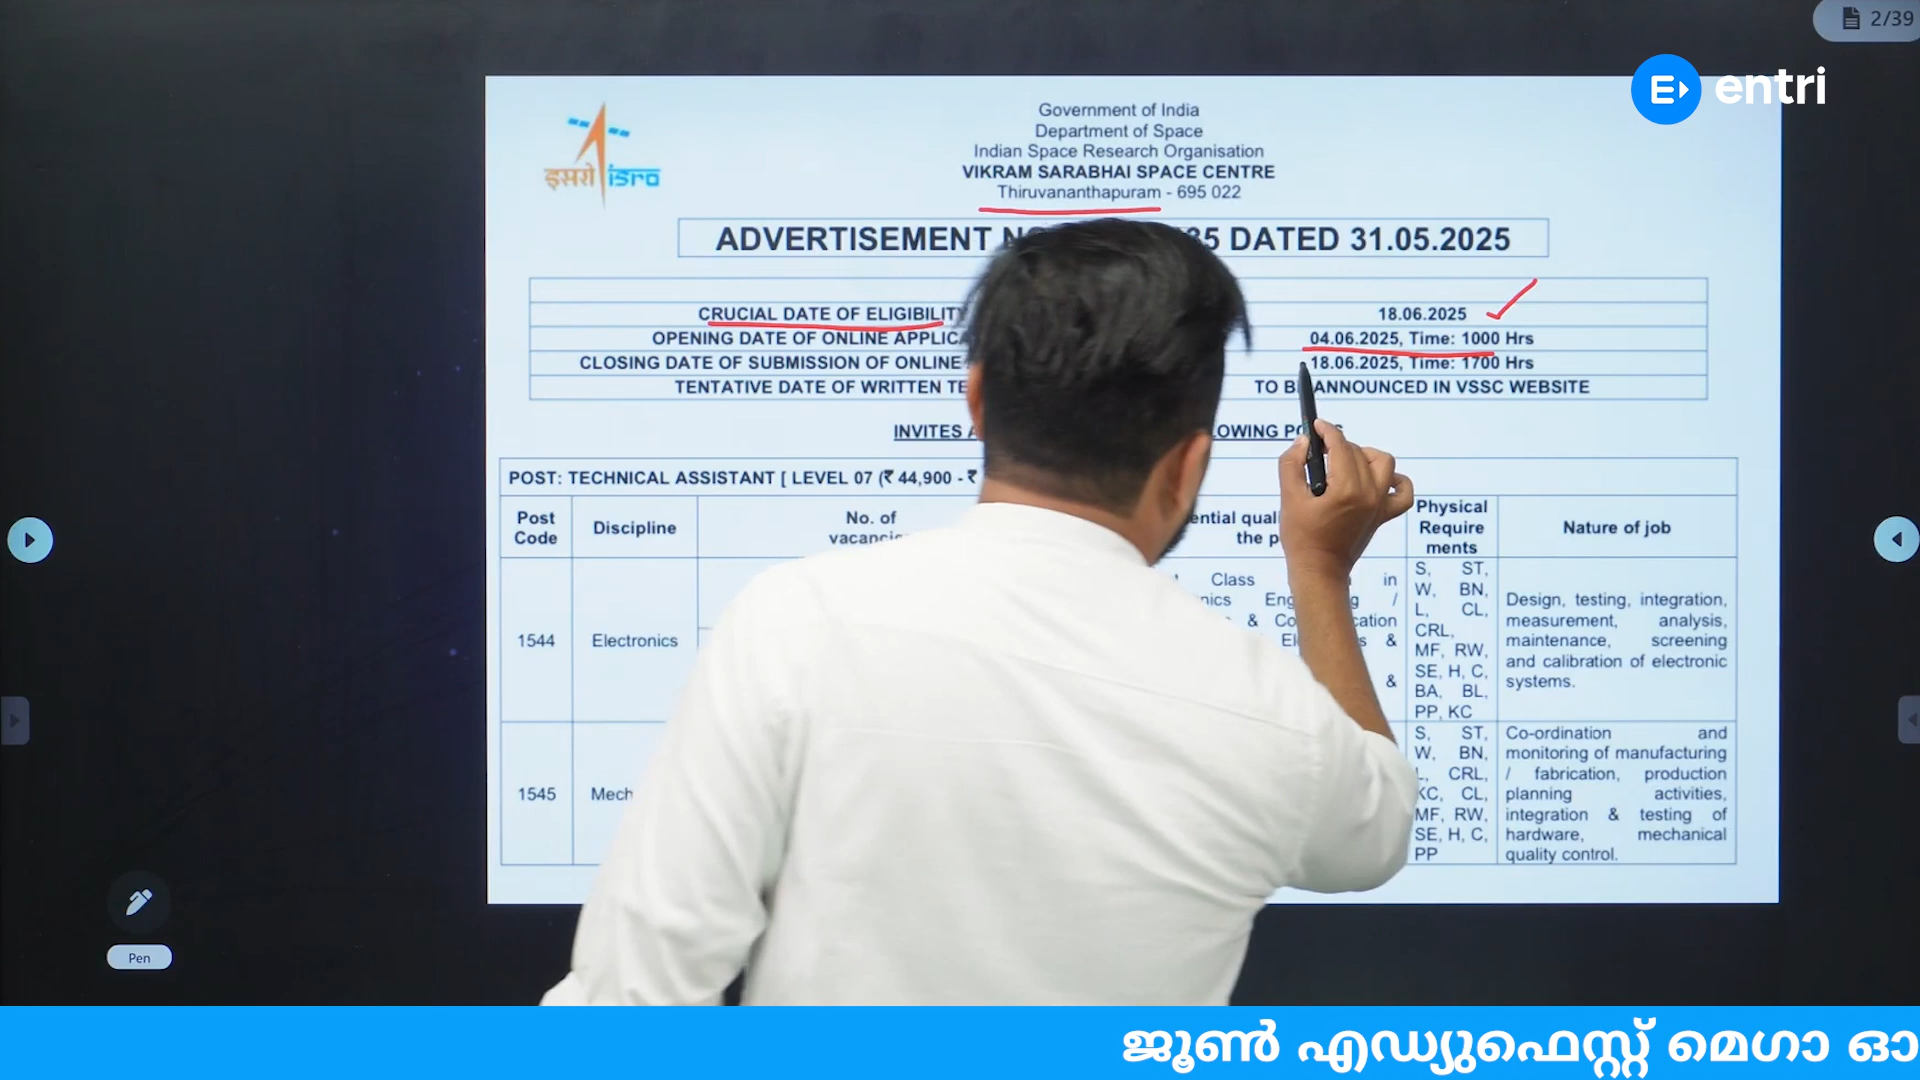 2/39
entri
Government of India
Department of Space
Indian Space Research Organisation
VIKRAM SARABHAI SPACE CENTRE
Thiruvananthapuram - 695 022
इसरो isro
ADVERTISEMENT DATED 31.05.2025
CRUCIAL DATE OF 18.06.2025
OPENING DATE OF ONLINE 04.06.2025, Time: 1000 Hrs
CLOSING DATE OF SUBMISSION OF ONLINE 18.06.2025, Time: 1700 Hrs
TENTATIVE DATE OF WRITTEN TO ANNOUNCED IN VSSC WEBSITE
INVITES
POST: TECHNICAL ASSISTANT [ LEVEL 07 (₹ 44,900 - ₹
Post Code
Discipline
No. of
Physical Require ments
Nature of job
1544
Electronics
Class in
/
&
&
&
S, ST,
W, BN,
L, CL,
CRL,
MF, RW,
SE, H, C,
BA, BL,
PP, KC
Design, testing, integration,
measurement, analysis,
maintenance, screening
and calibration of electronic
systems.
1545
S, ST,
W, BN,
L, CRL,
KC, CL,
MF, RW,
SE, H, C,
PP
Co-ordination and
monitoring of manufacturing
/ fabrication, production
planning activities,
integration & testing of
hardware, mechanical
quality control.
Pen
ജൂൺ എഡ്യുഫെസ്റ്റ് മെഗാ ഓ